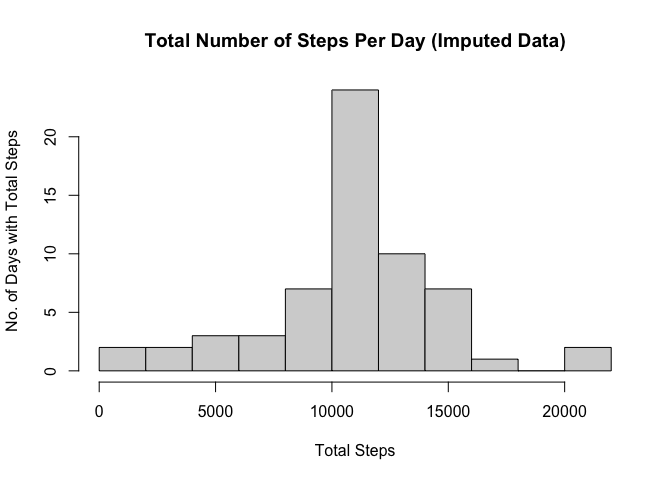 Total Number of Steps Per Day (Imputed Data)
No. of Days with Total Steps
20
15
10
5
0
0 5000 10000 15000 20000
Total Steps